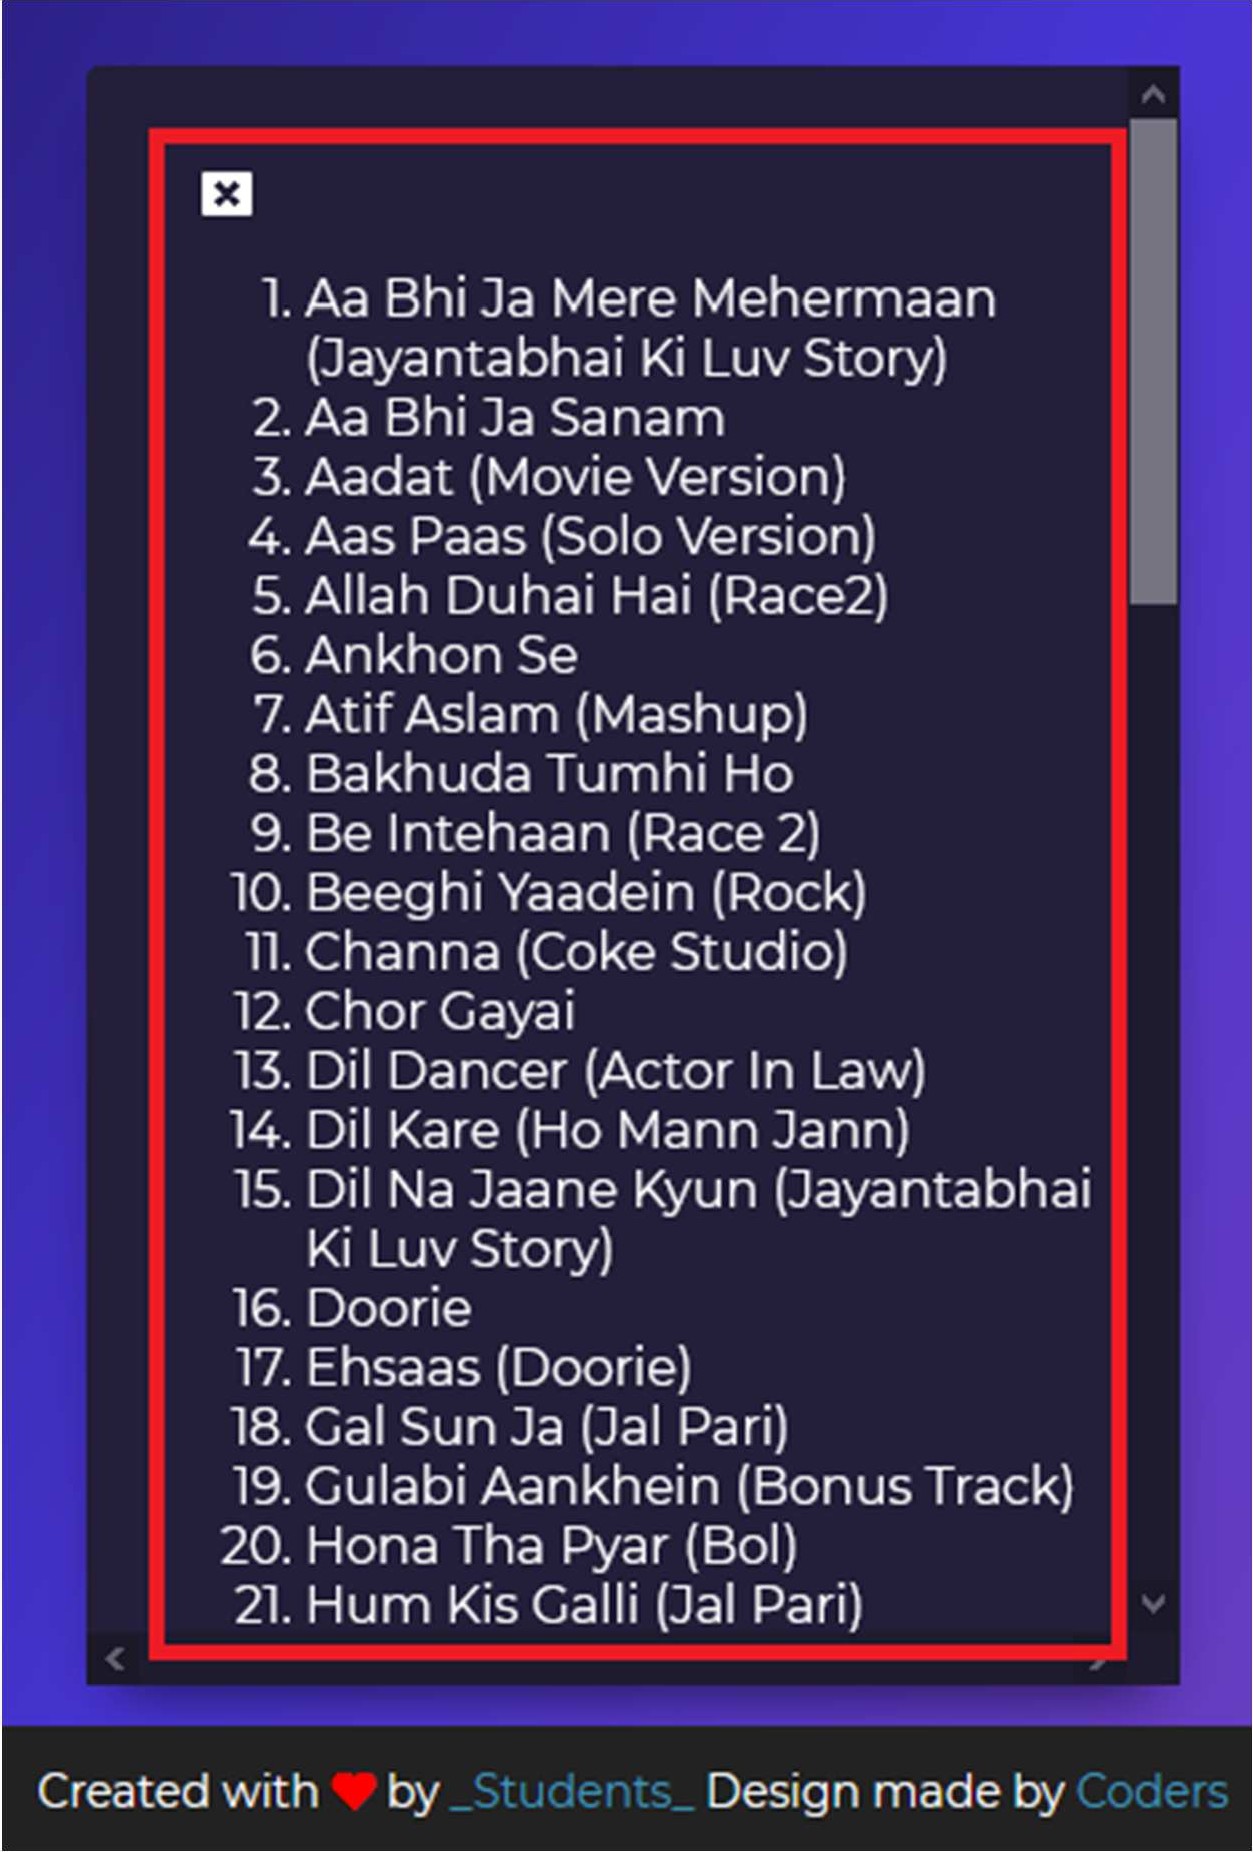 1. Aa Bhi Ja Mere Mehermaan
(Jayantabhai Ki Luv Story)
2. Aa Bhi Ja Sanam
3. Aadat (Movie Version)
4. Aas Paas (Solo Version)
5. Allah Duhai Hai (Race2)
6. Ankhon Se
7. Atif Aslam (Mashup)
8. Bakhuda Tumhi Ho
9. Be Intehaan (Race 2)
10. Beeghi Yaadein (Rock)
11. Channa (Coke Studio)
12. Chor Gayai
13. Dil Dancer (Actor In Law)
14. Dil Kare (Ho Mann Jann)
15. Dil Na Jaane Kyun (Jayantabhai
Ki Luv Story)
16. Doorie
17. Ehsaas (Doorie)
18. Gal Sun Ja (Jal Pari)
19. Gulabi Aankhein (Bonus Track)
20. Hona Tha Pyar (Bol)
21. Hum Kis Galli (Jal Pari)
Created with ❤ by _Students_ Design made by Coders